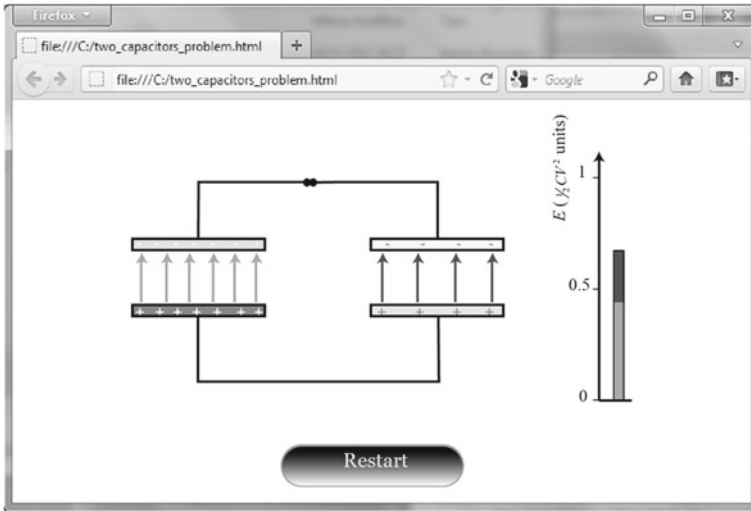 Firefox
file:///C:/two_capacitors_problem.html
+
file:///C:/two_capacitors_problem.html
Google
E (½CV² units)
1
0.5
0
- - - - - - -
- - - -
+ + + + + + +
+ + + +
Restart